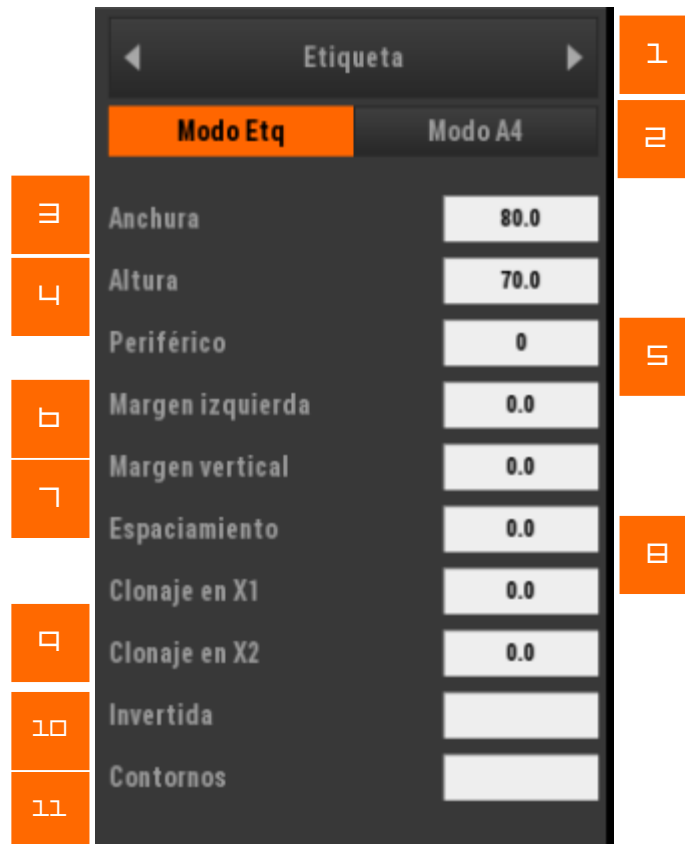 Etiqueta
1
Modo Etq Modo A4
2
3
Anchura 80.0
4
Altura 70.0
Periférico 0
5
6
Margen izquierda 0.0
7
Margen vertical 0.0
Espaciamiento 0.0
8
Clonaje en X1 0.0
9
Clonaje en X2 0.0
10
Invertida
11
Contornos